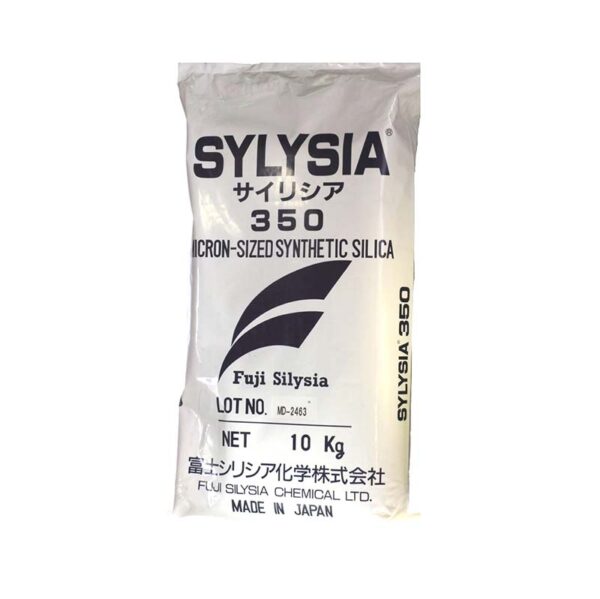 SYLYSIA®
サイリシア
350
MICRON-SIZED SYNTHETIC SILICA
Fuji Silysia
LOT NO. MD-2463
NET 10 Kg
富士シリシア化学株式会社
FUJI SILYSIA CHEMICAL LTD.
MADE IN JAPAN
SYLYSIA 350